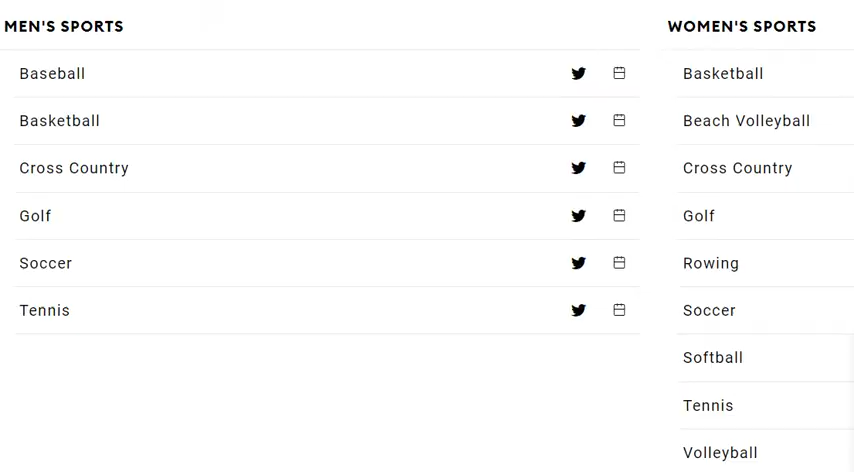 MEN'S SPORTS
Baseball
Basketball
Cross Country
Golf
Soccer
Tennis
WOMEN'S SPORTS
Basketball
Beach Volleyball
Cross Country
Golf
Rowing
Soccer
Softball
Tennis
Volleyball